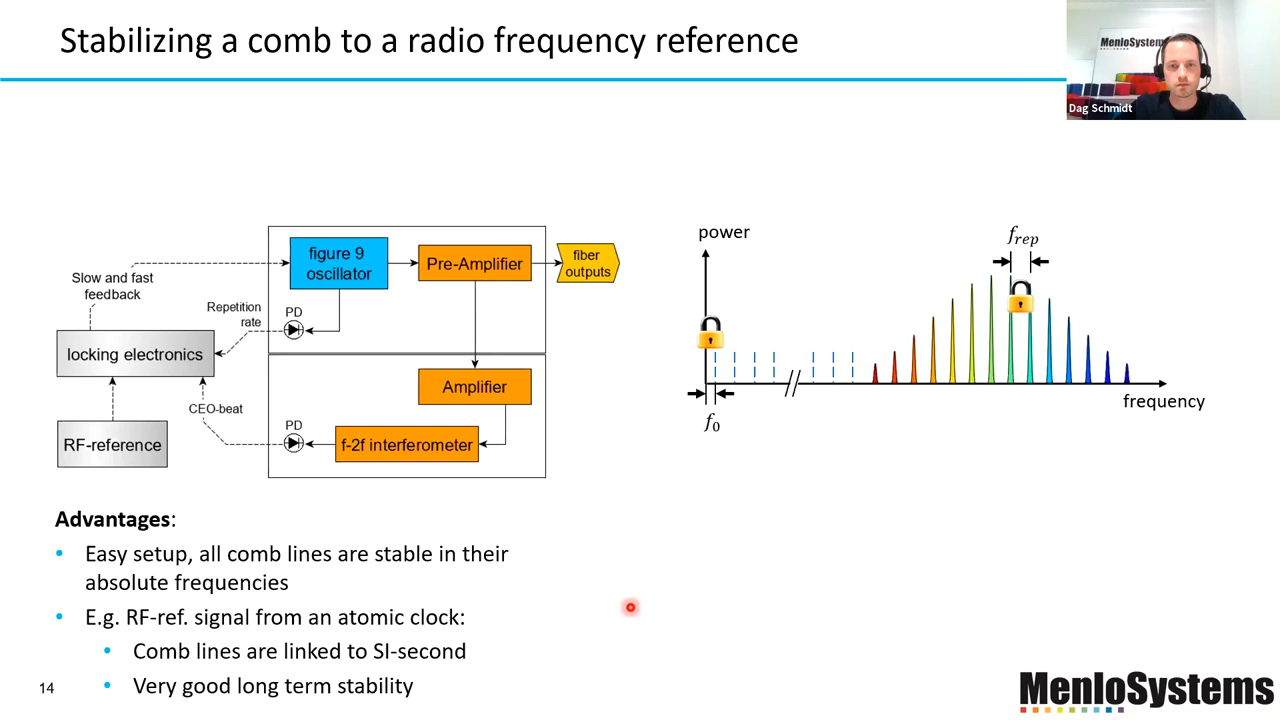 Stabilizing a comb to a radio frequency reference
MenloSystems
Dag Schmidt
figure 9
oscillator
Pre-Amplifier
fiber
outputs
Slow and fast
feedback
Repetition
rate
PD
locking electronics
Amplifier
CEO-beat
PD
RF-reference
f-2f interferometer
power
f_rep
frequency
f_0
Advantages:
• Easy setup, all comb lines are stable in their
absolute frequencies
• E.g. RF-ref. signal from an atomic clock:
• Comb lines are linked to SI-second
• Very good long term stability
14
MenloSystems